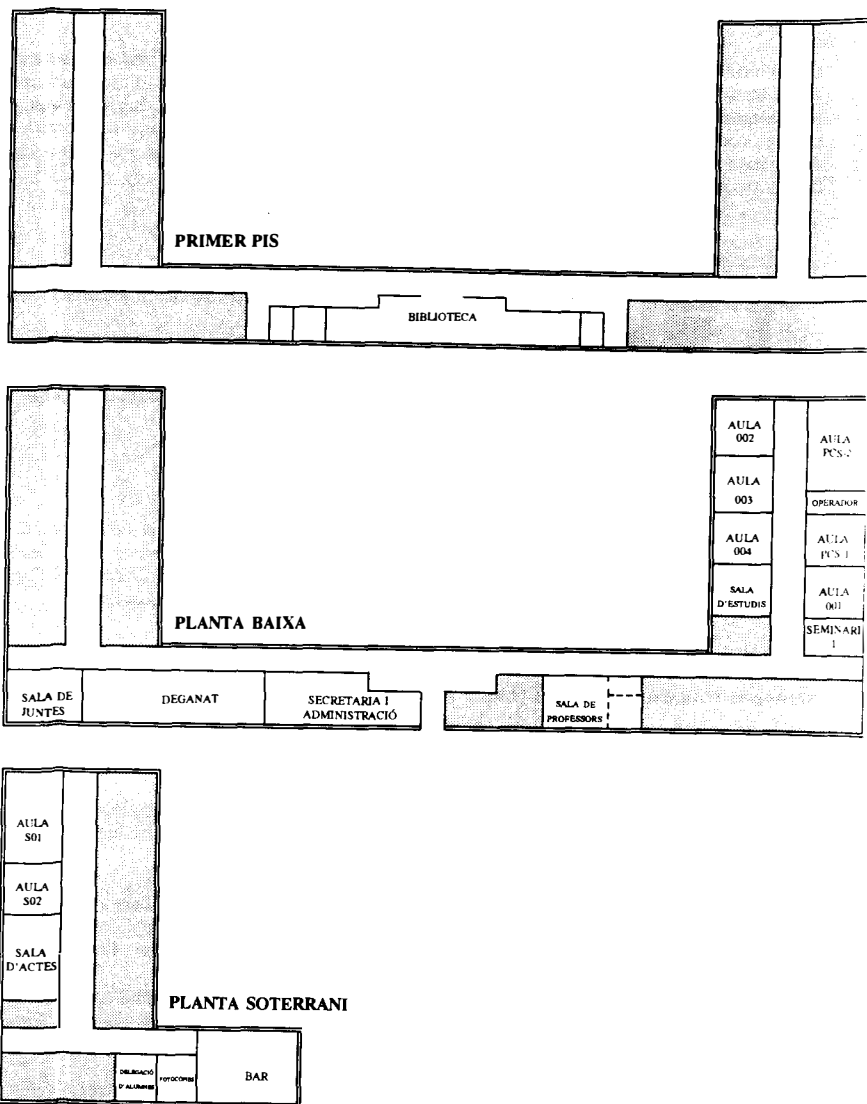 PRIMER PIS
BIBLIOTECA
AULA
002
AULA
PCS-2
AULA
003
OPERADOR
AULA
004
AULA
PCS-1
SALA
D'ESTUDIS
AULA
001
SEMINARI
1
PLANTA BAIXA
SALA DE
JUNTES
DEGANAT
SECRETARIA I
ADMINISTRACIÓ
SALA DE
PROFESSORS
AULA
S01
AULA
S02
SALA
D'ACTES
PLANTA SOTERRANI
DELEGACIÓ
D'ALUMNES
FOTOCÒPIES
BAR